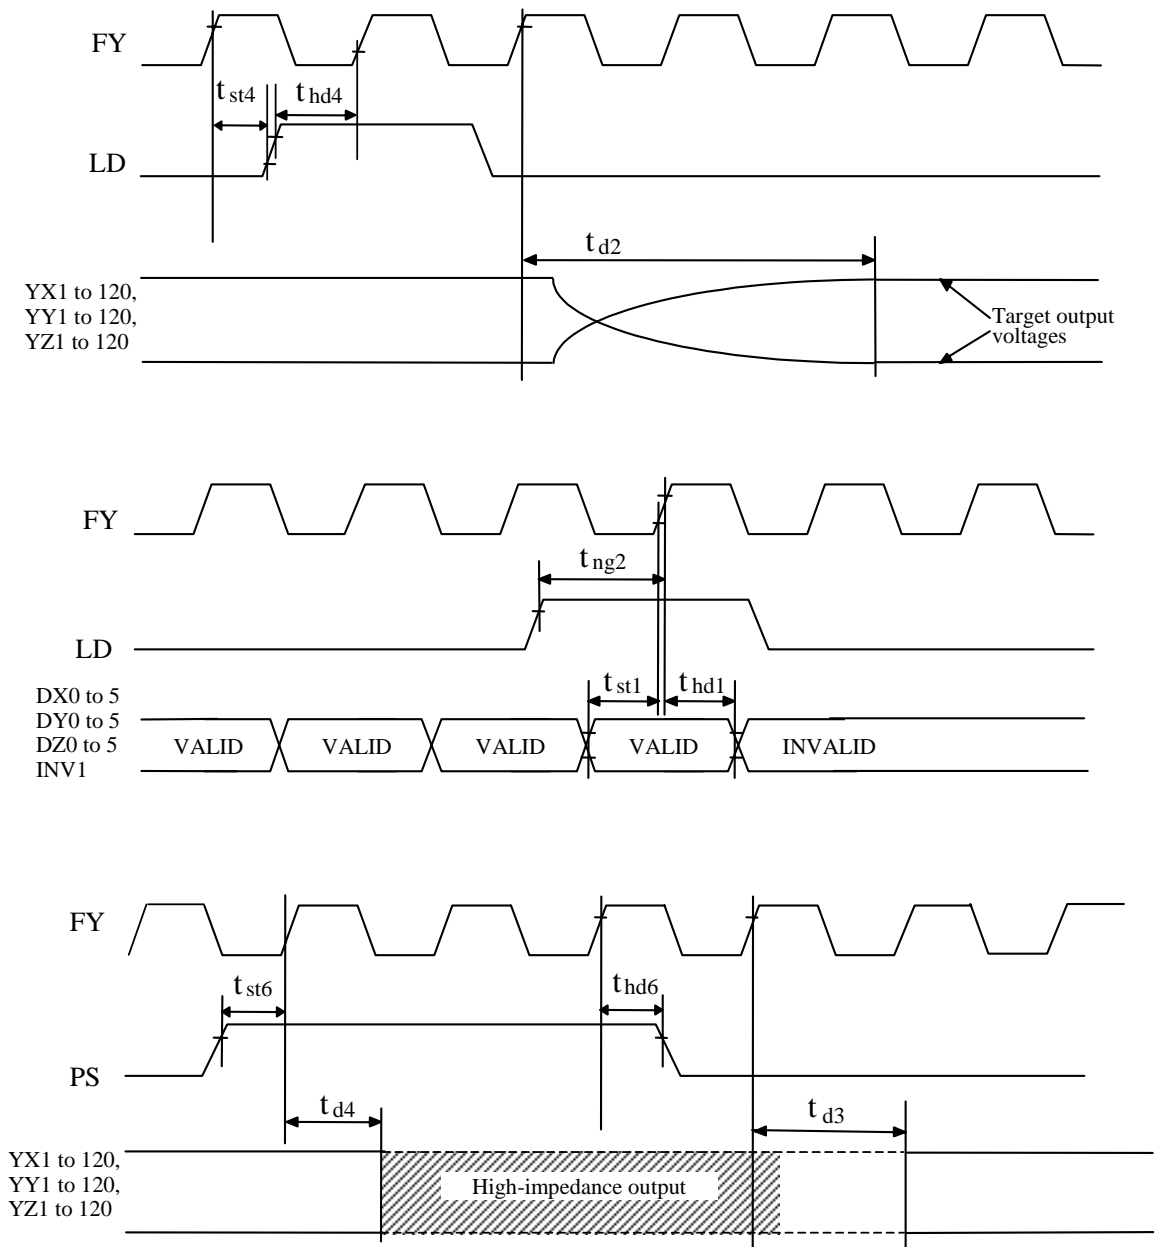 FY
tst4 thd4
LD
td2
YX1 to 120,
YY1 to 120,
YZ1 to 120
Target output
voltages
FY
tng2
LD
tst1 thd1
DX0 to 5
DY0 to 5
DZ0 to 5
INV1
VALID VALID VALID VALID INVALID
FY
tst6 thd6
PS
td4 td3
YX1 to 120,
YY1 to 120,
YZ1 to 120
High-impedance output